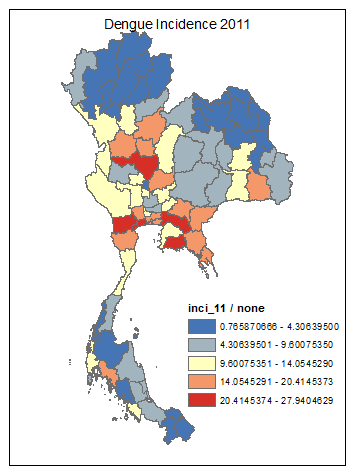 Dengue Incidence 2011
inci_11 / none
0.765870666 - 4.30639500
4.30639501 - 9.60075350
9.60075351 - 14.0545290
14.0545291 - 20.4145373
20.4145374 - 27.9404629